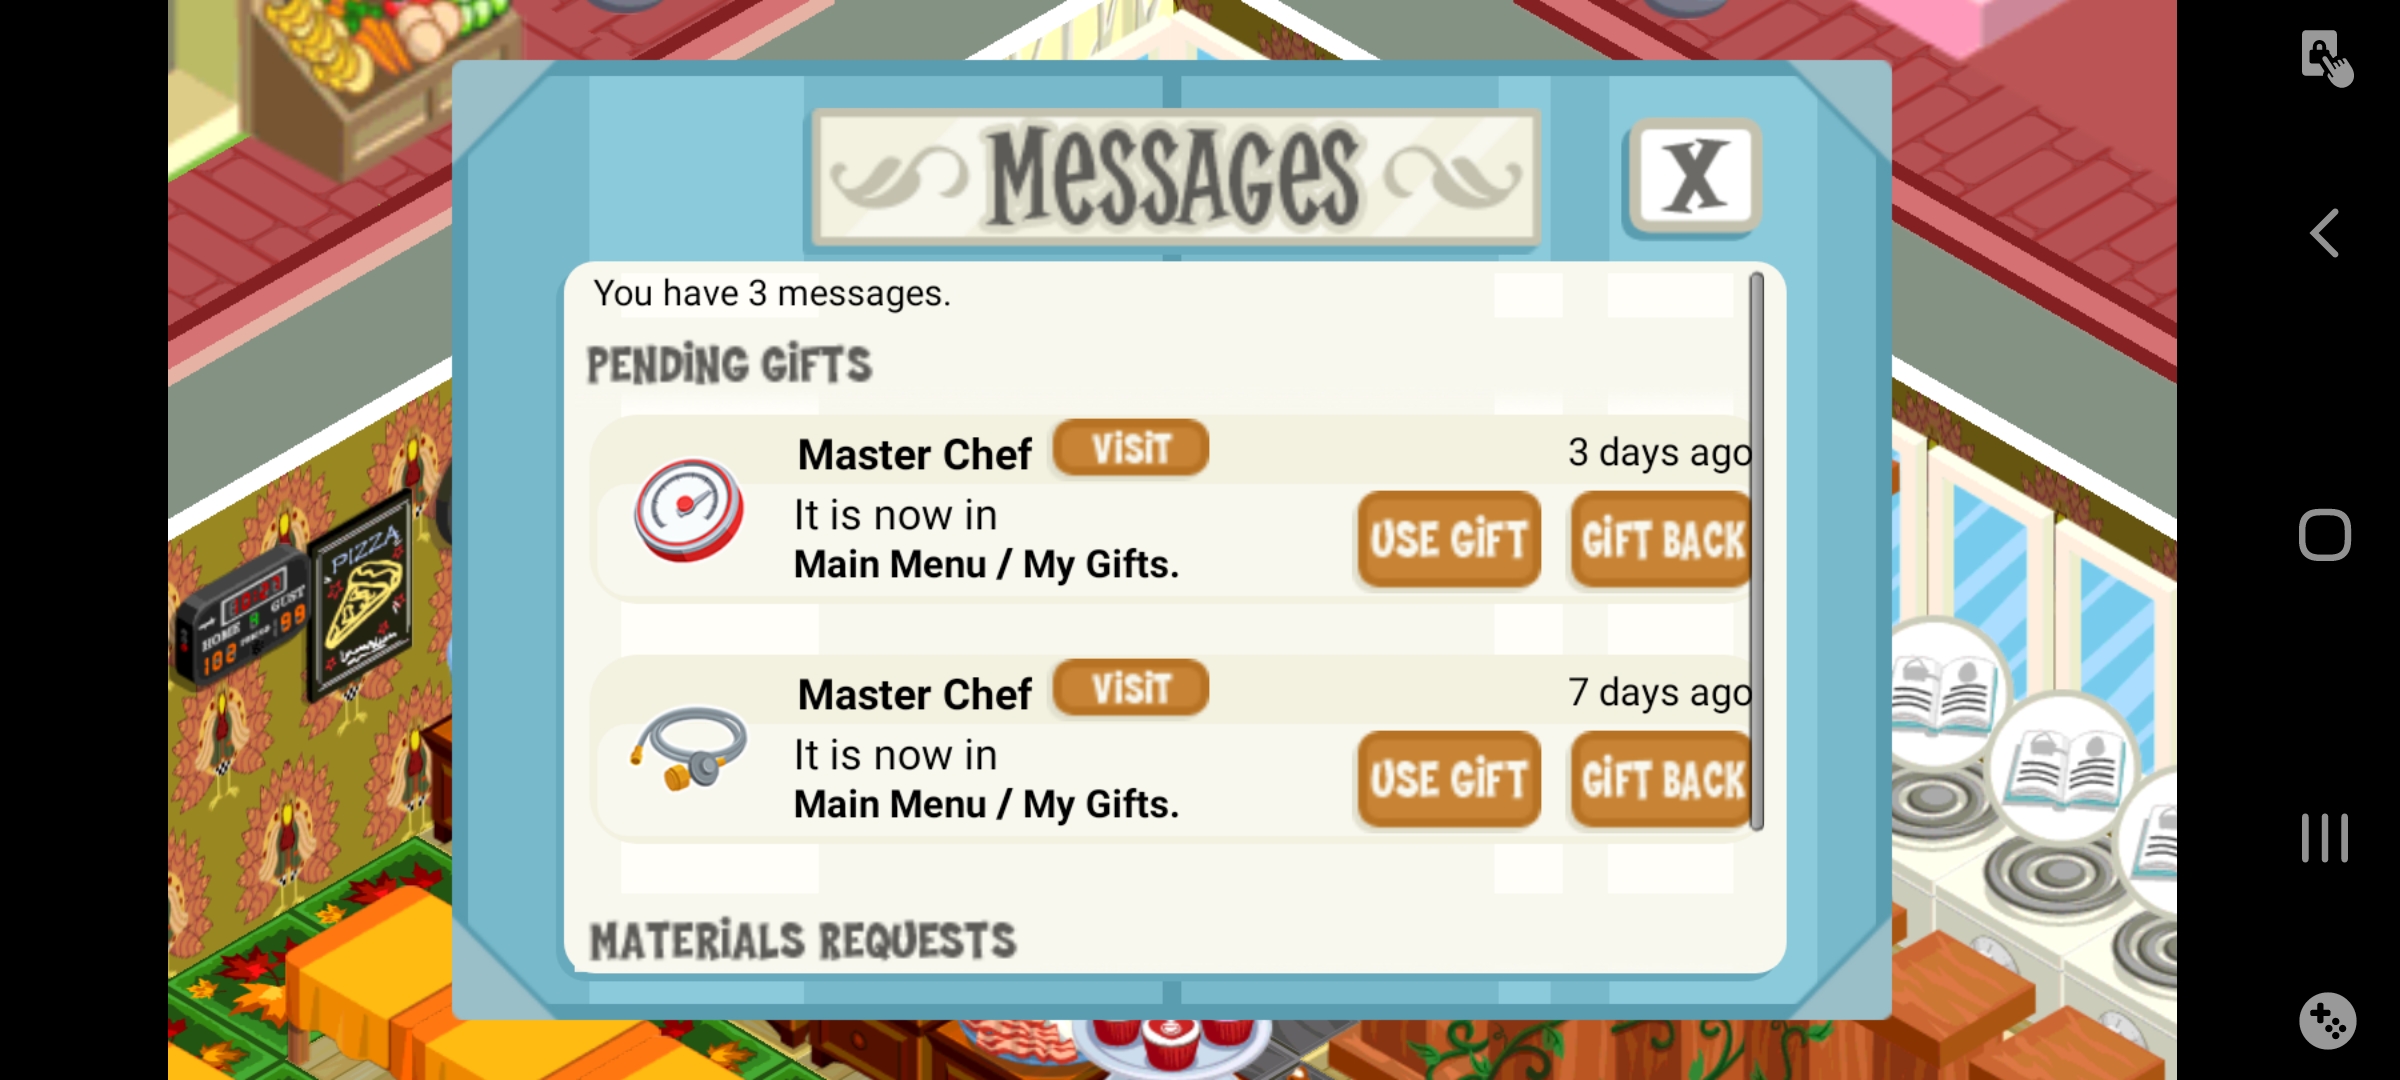 MESSAGES
X
You have 3 messages.
PENDING GIFTS
Master Chef
VISIT
3 days ago
It is now in
Main Menu / My Gifts.
USE GIFT
GIFT BACK
Master Chef
VISIT
7 days ago
It is now in
Main Menu / My Gifts.
USE GIFT
GIFT BACK
MATERIALS REQUESTS
PIZZA
HOME
GUST
102
99